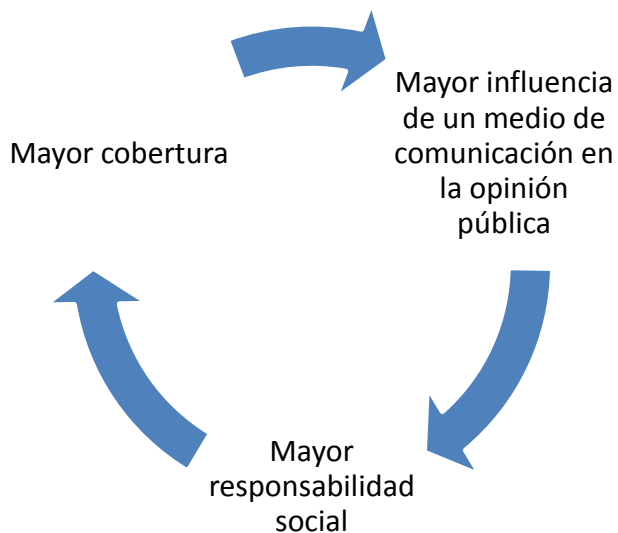 Mayor cobertura
Mayor influencia
de un medio de
comunicación en
la opinión
pública
Mayor
responsabilidad
social